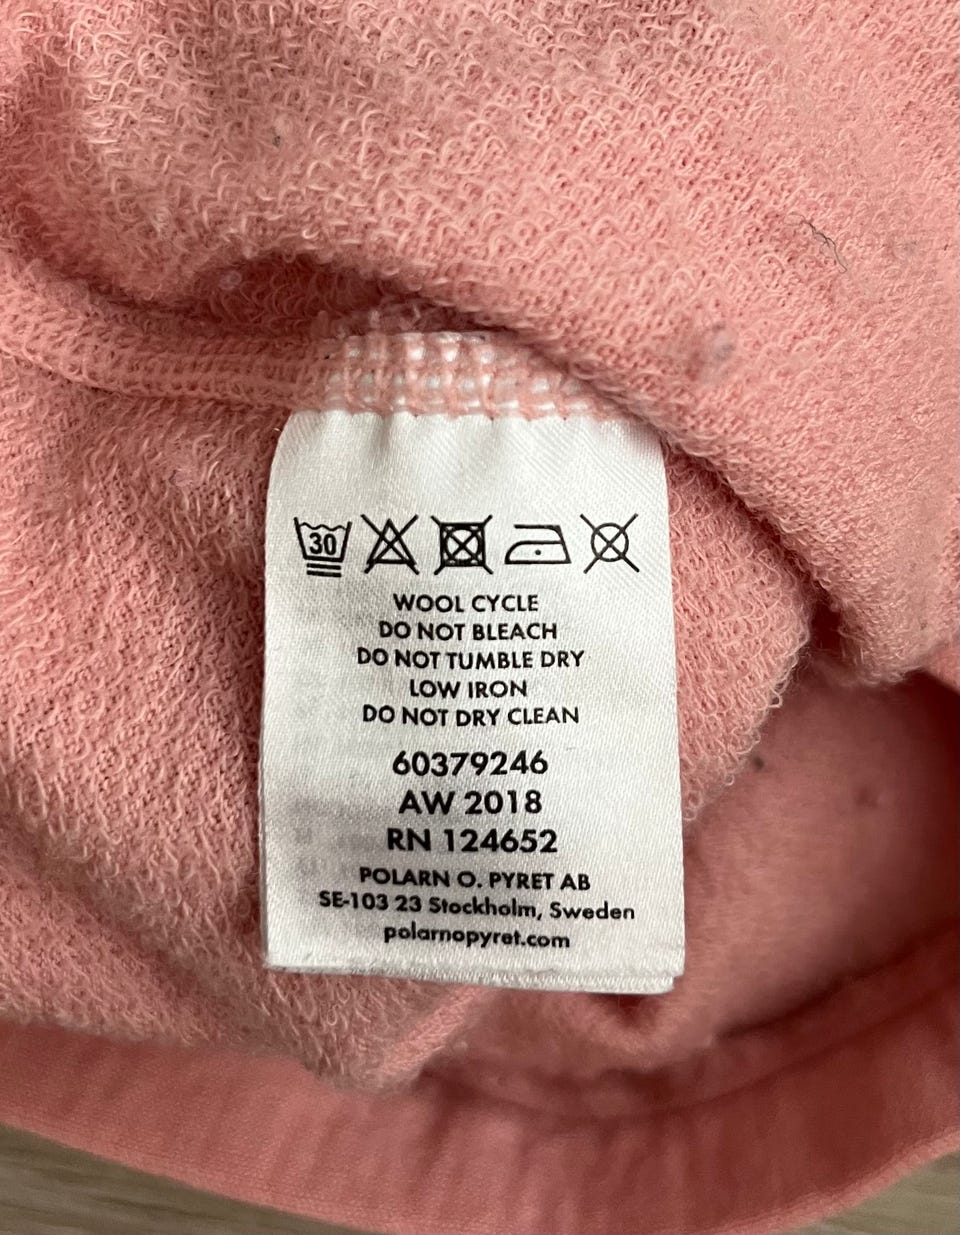 30
WOOL CYCLE
DO NOT BLEACH
DO NOT TUMBLE DRY
LOW IRON
DO NOT DRY CLEAN
60379246
AW 2018
RN 124652
POLARN O. PYRET AB
SE-103 23 Stockholm, Sweden
polarnopyret.com